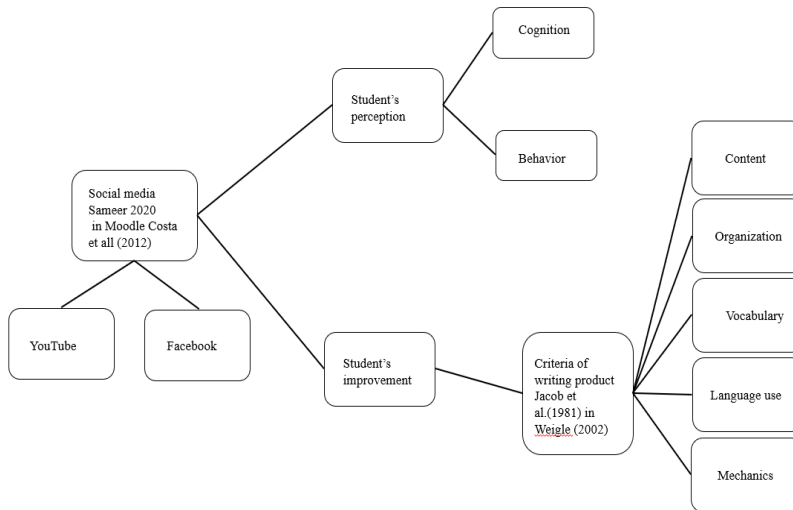 Cognition
Student’s
perception
Behavior
Content
Social media
Sameer 2020
in Moodle Costa
et all (2012)
Organization
Vocabulary
YouTube
Facebook
Student’s
improvement
Criteria of
writing product
Jacob et
al.(1981) in
Weigle (2002)
Language use
Mechanics